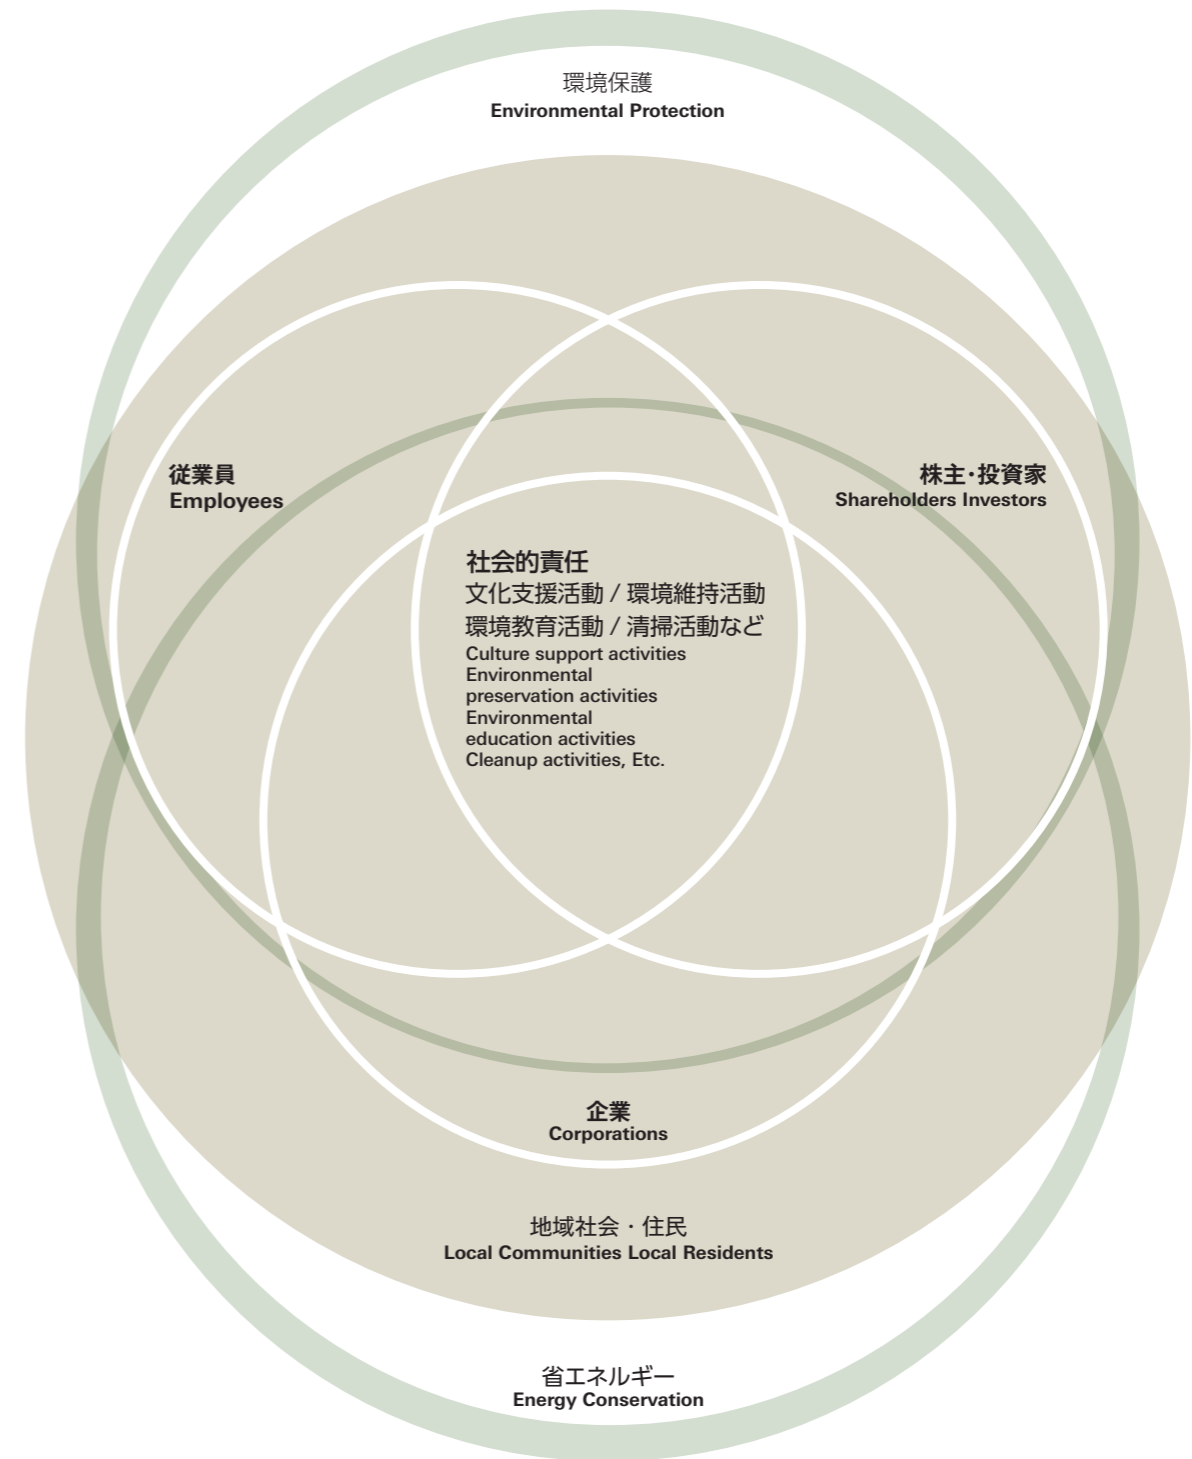 環境保護
Environmental Protection
従業員
Employees
株主・投資家
Shareholders Investors
社会的責任
文化支援活動 / 環境維持活動
環境教育活動 / 清掃活動など
Culture support activities
Environmental
preservation activities
Environmental
education activities
Cleanup activities, Etc.
企業
Corporations
地域社会・住民
Local Communities Local Residents
省エネルギー
Energy Conservation